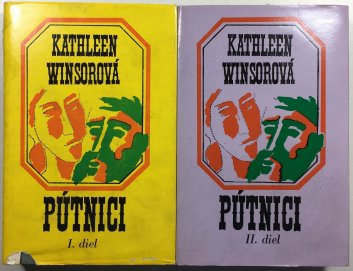 KATHLEEN
WINSOROVÁ
PÚTNICI
I. diel
KATHLEEN
WINSOROVÁ
PÚTNICI
II. diel